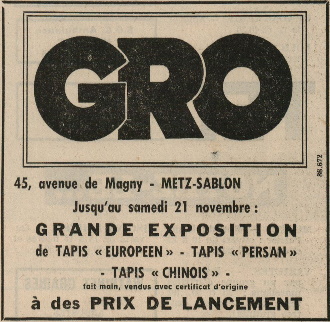 GRO
86.672
45, avenue de Magny - METZ-SABLON
Jusqu'au samedi 21 novembre :
GRANDE EXPOSITION
de TAPIS « EUROPEEN » - TAPIS « PERSAN »
- TAPIS « CHINOIS » -
fait main, vendus avec certificat d'origine
à des PRIX DE LANCEMENT